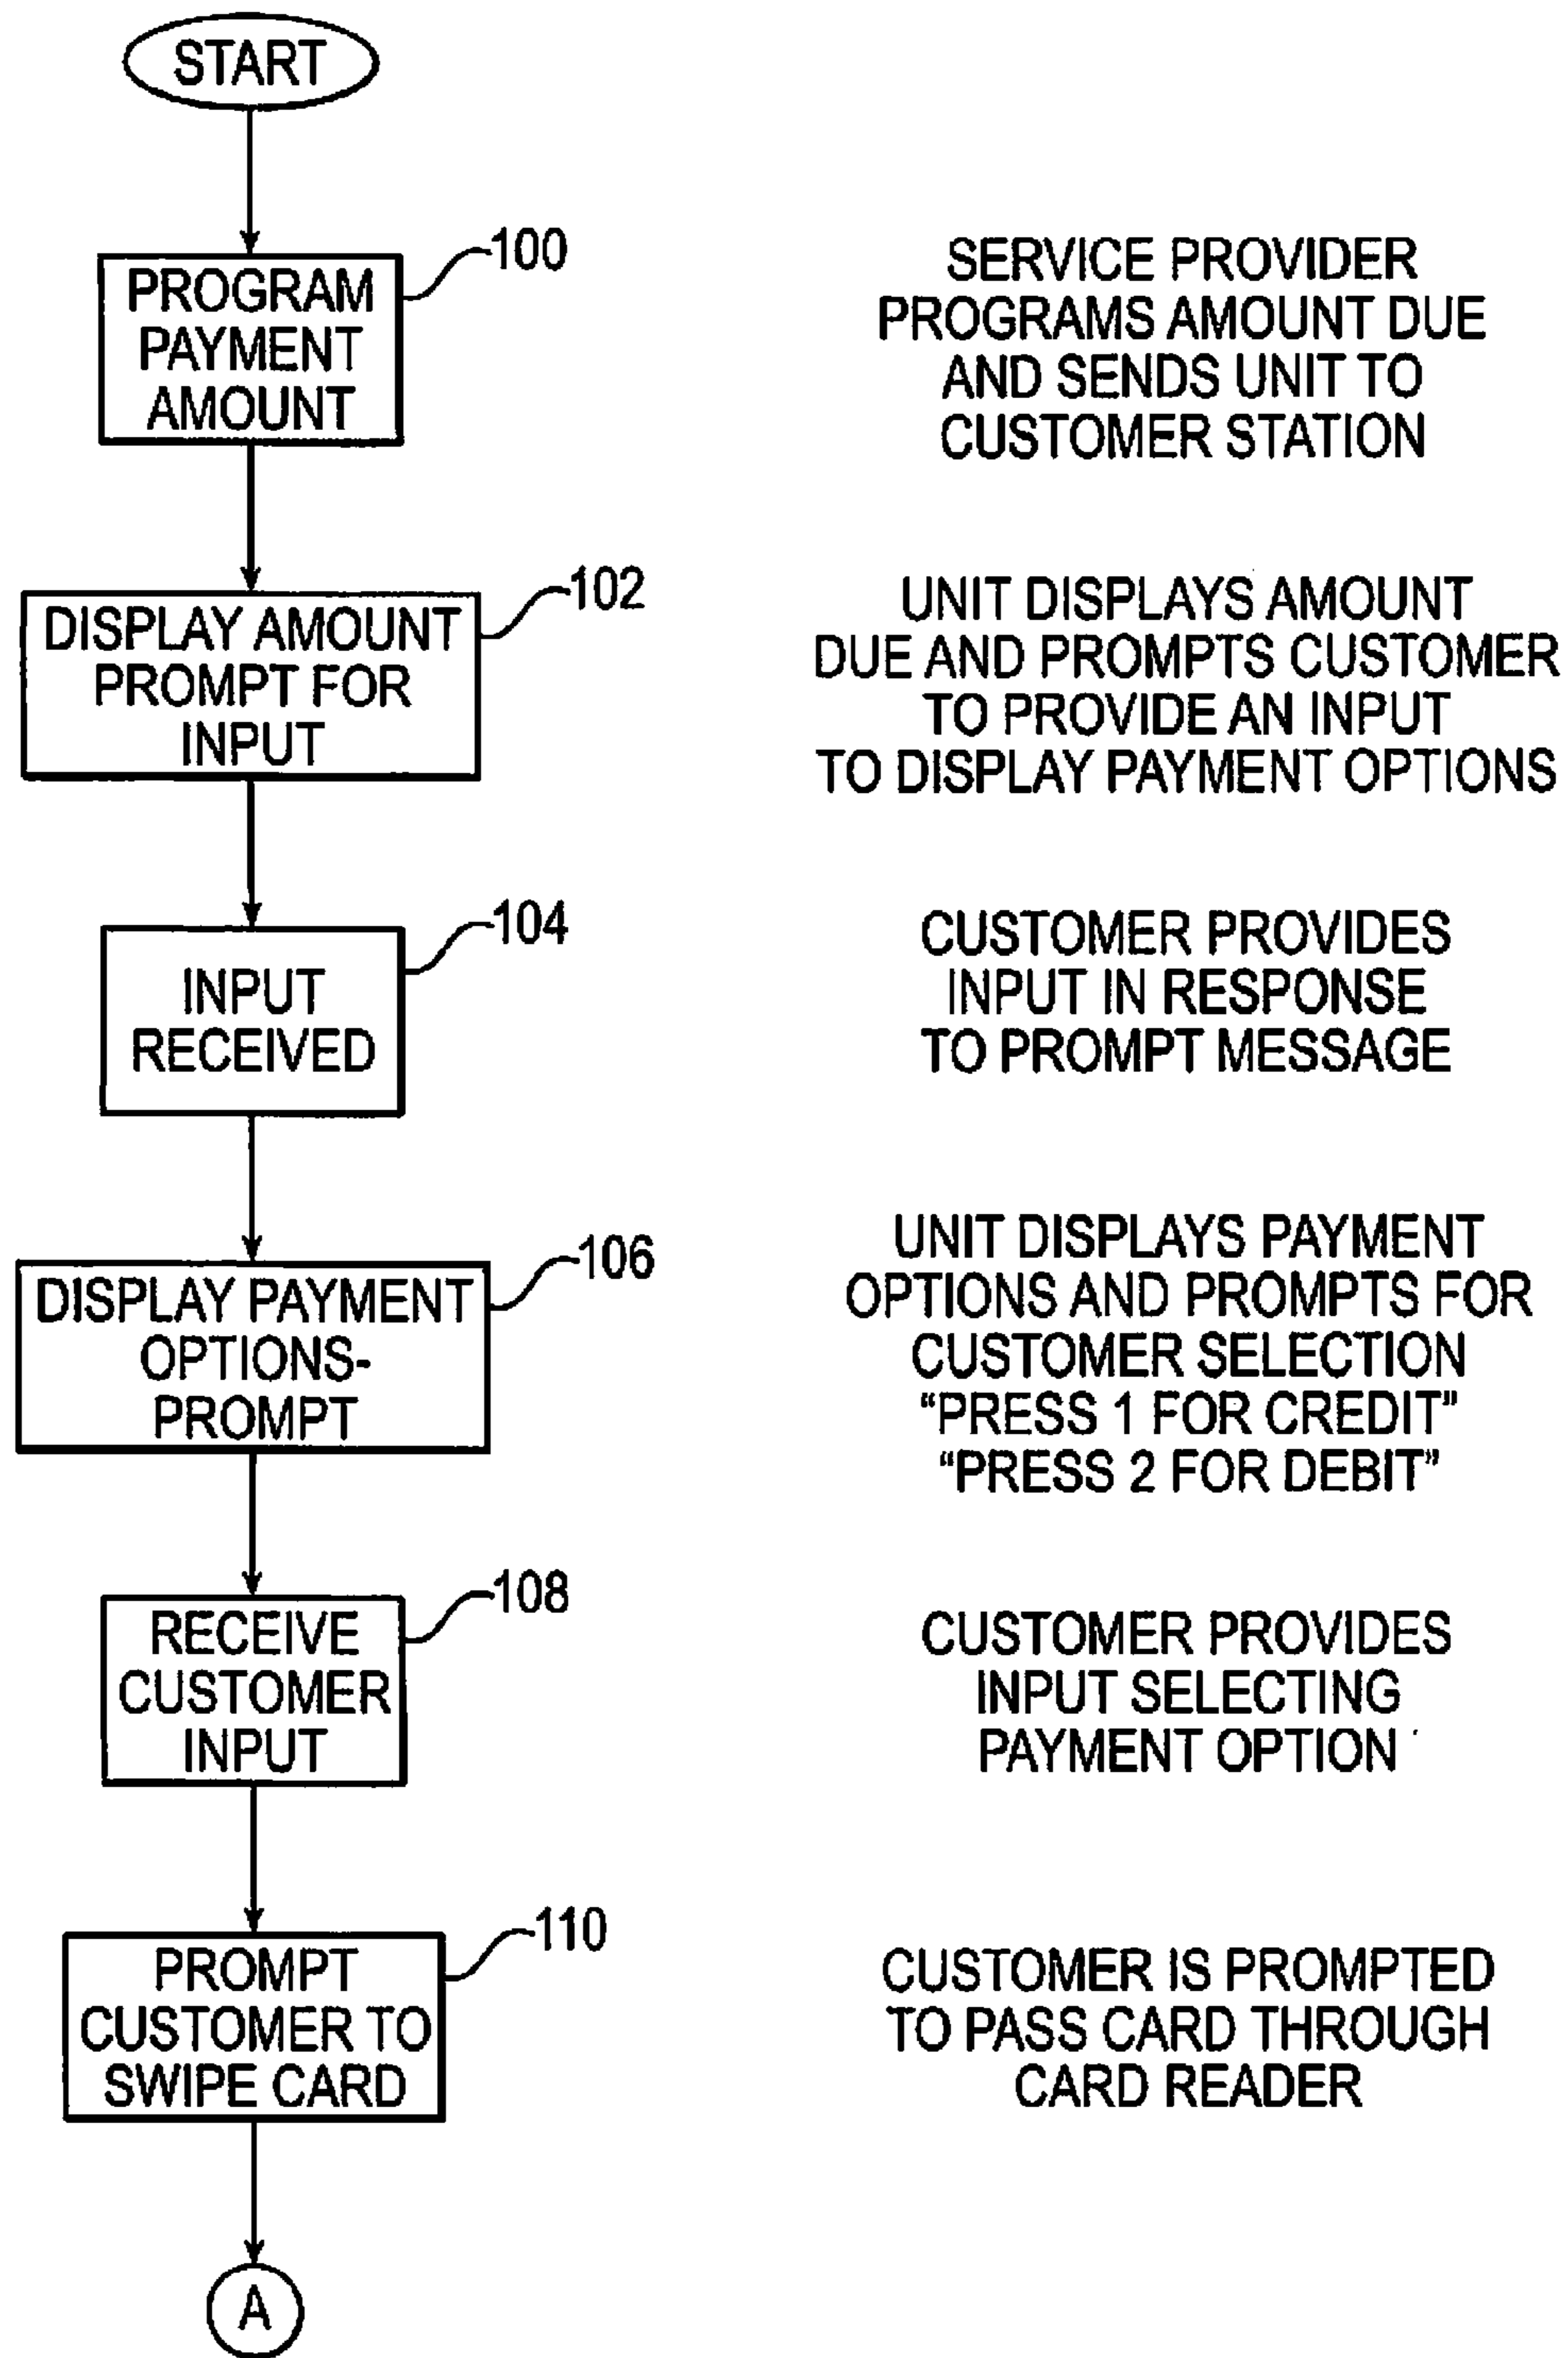 START
100
PROGRAM
PAYMENT
AMOUNT
SERVICE PROVIDER
PROGRAMS AMOUNT DUE
AND SENDS UNIT TO
CUSTOMER STATION
102
DISPLAY AMOUNT
PROMPT FOR
INPUT
UNIT DISPLAYS AMOUNT
DUE AND PROMPTS CUSTOMER
TO PROVIDE AN INPUT
TO DISPLAY PAYMENT OPTIONS
104
INPUT
RECEIVED
CUSTOMER PROVIDES
INPUT IN RESPONSE
TO PROMPT MESSAGE
106
DISPLAY PAYMENT
OPTIONS-
PROMPT
UNIT DISPLAYS PAYMENT
OPTIONS AND PROMPTS FOR
CUSTOMER SELECTION
“PRESS 1 FOR CREDIT”
“PRESS 2 FOR DEBIT”
108
RECEIVE
CUSTOMER
INPUT
CUSTOMER PROVIDES
INPUT SELECTING
PAYMENT OPTION
110
PROMPT
CUSTOMER TO
SWIPE CARD
CUSTOMER IS PROMPTED
TO PASS CARD THROUGH
CARD READER
A